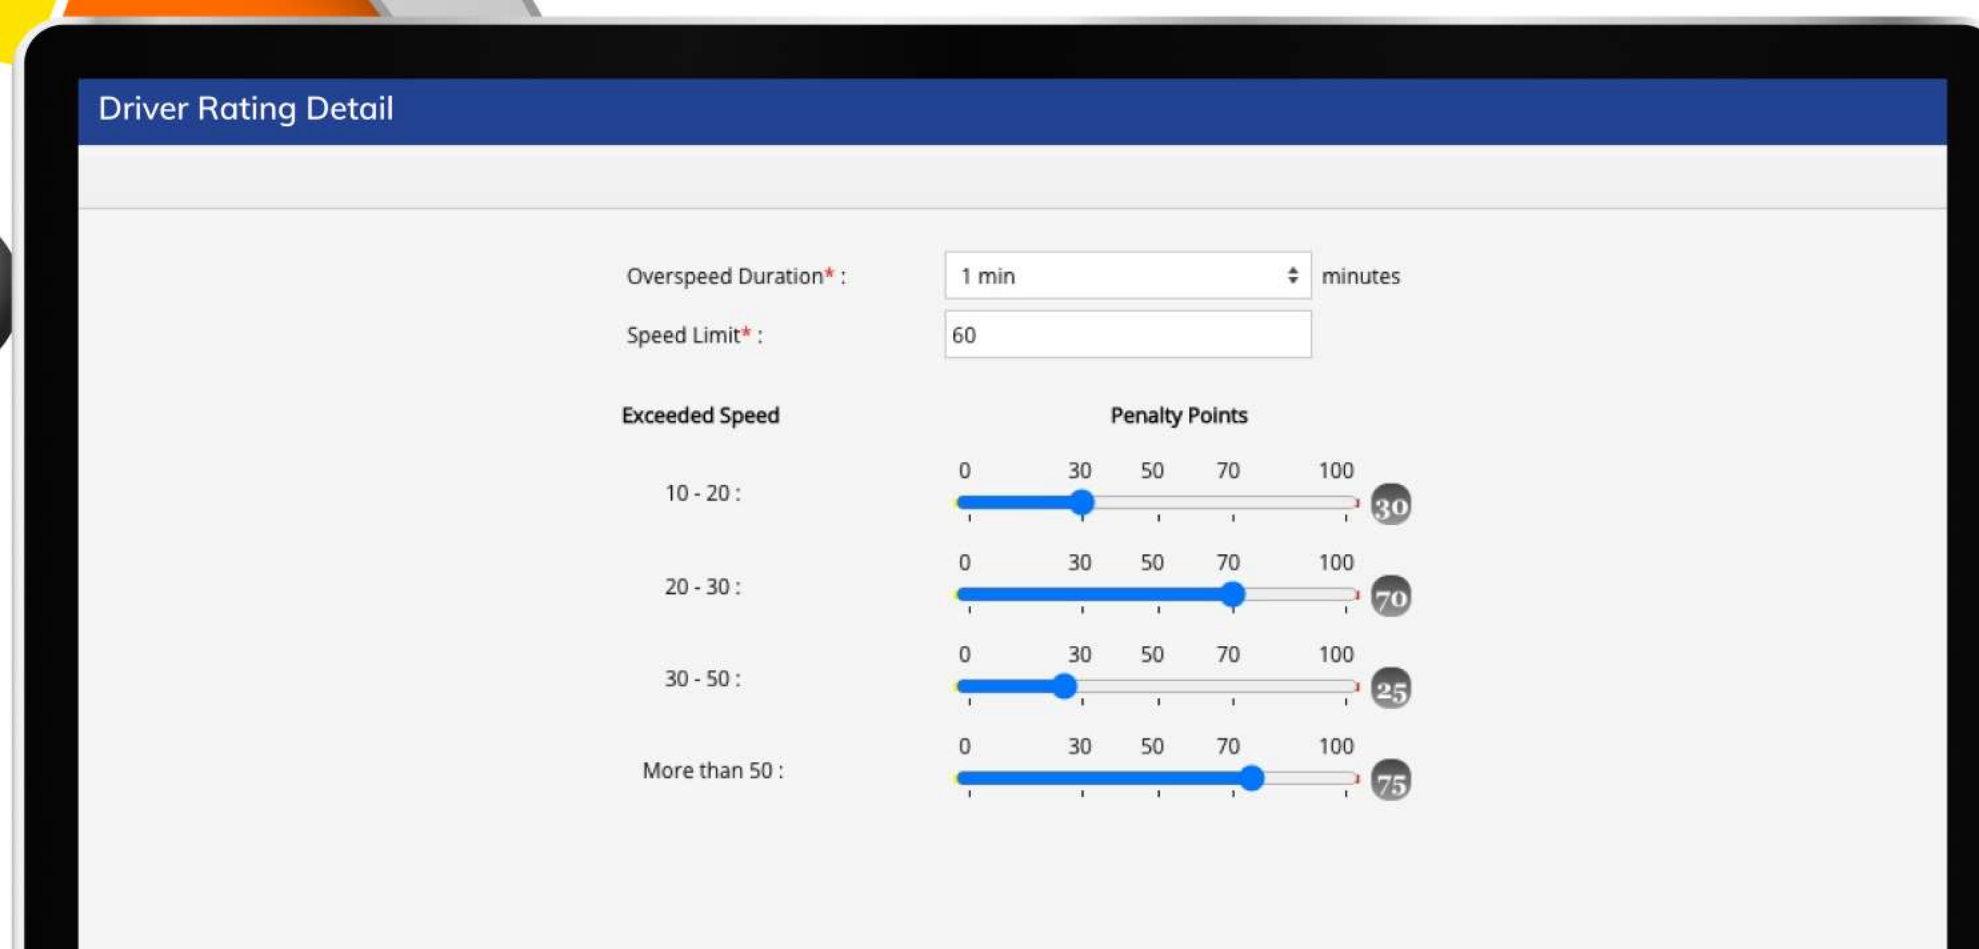 Driver Rating Detail
Overspeed Duration* : 1 min minutes
Speed Limit* : 60
Exceeded Speed Penalty Points
0 30 50 70 100
10 - 20 : 30
0 30 50 70 100
20 - 30 : 70
0 30 50 70 100
30 - 50 : 25
0 30 50 70 100
More than 50 : 75